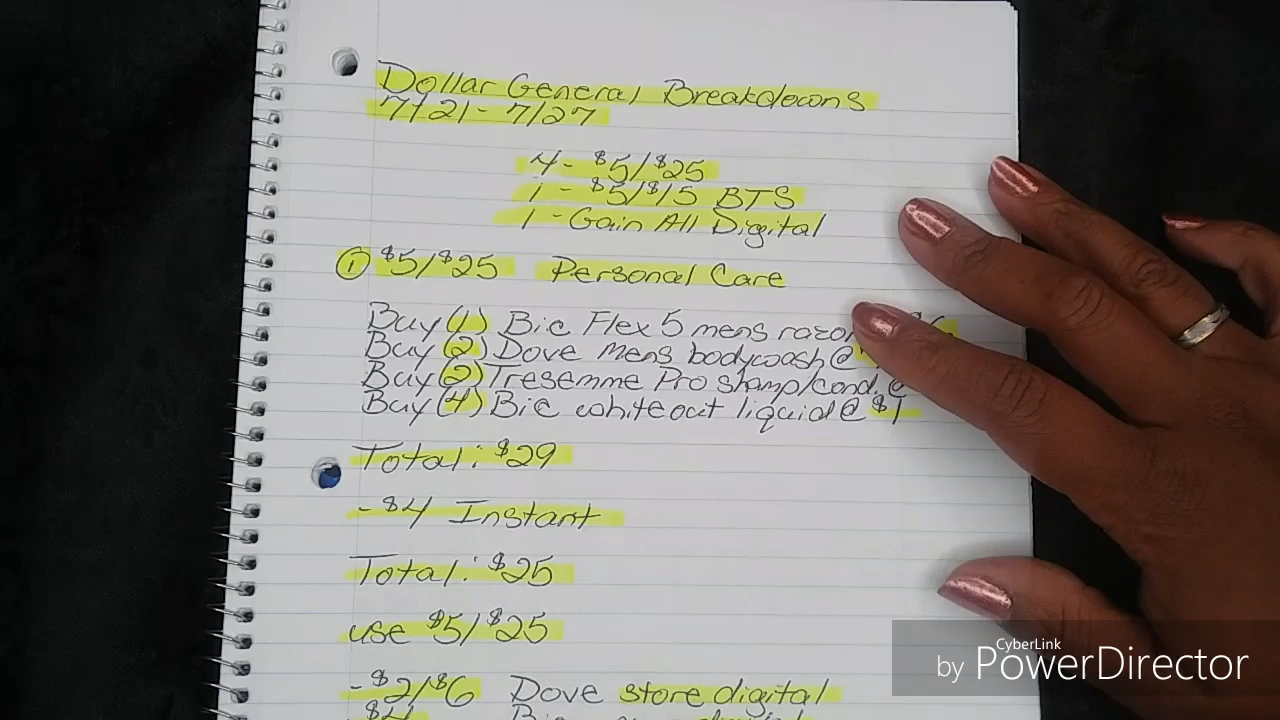 Dollar General Breakdowns
7/21 - 7/27
4 - $5/$25
1 - $5/$15 BTS
1 - Gain All Digital
① $5/$25 Personal Care
Buy (1) Bic Flex 5 mens
Buy (2) Dove Mens bodywash @
Buy (2) Tresemme Pro shamp/cond. @
Buy (4) Bic whiteout liquid @ $1
Total: $29
-$4 Instant
Total: $25
use $5/$25
-$2/$6 Dove store digital
CyberLink
by PowerDirector